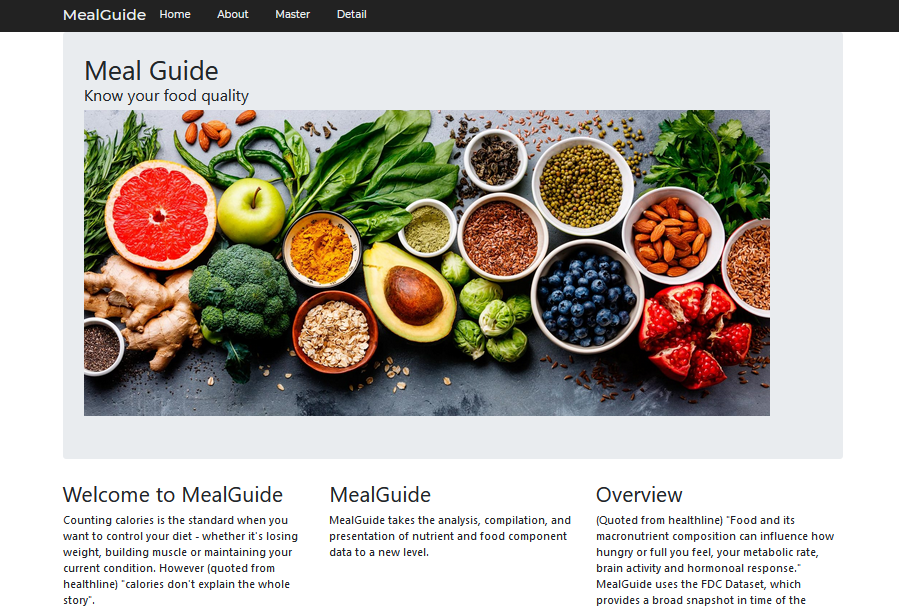 MealGuide Home About Master Detail
Meal Guide
Know your food quality
Welcome to MealGuide
Counting calories is the standard when you
want to control your diet - whether it's losing
weight, building muscle or maintaining your
current condition. However (quoted from
healthline) "calories don't explain the whole
story".
MealGuide
MealGuide takes the analysis, compilation, and
presentation of nutrient and food component
data to a new level.
Overview
(Quoted from healthline) "Food and its
macronutrient composition can influence how
hungry or full you feel, your metabolic rate,
brain activity and hormonoal response."
MealGuide uses the FDC Dataset, which
provides a broad snapshot in time of the